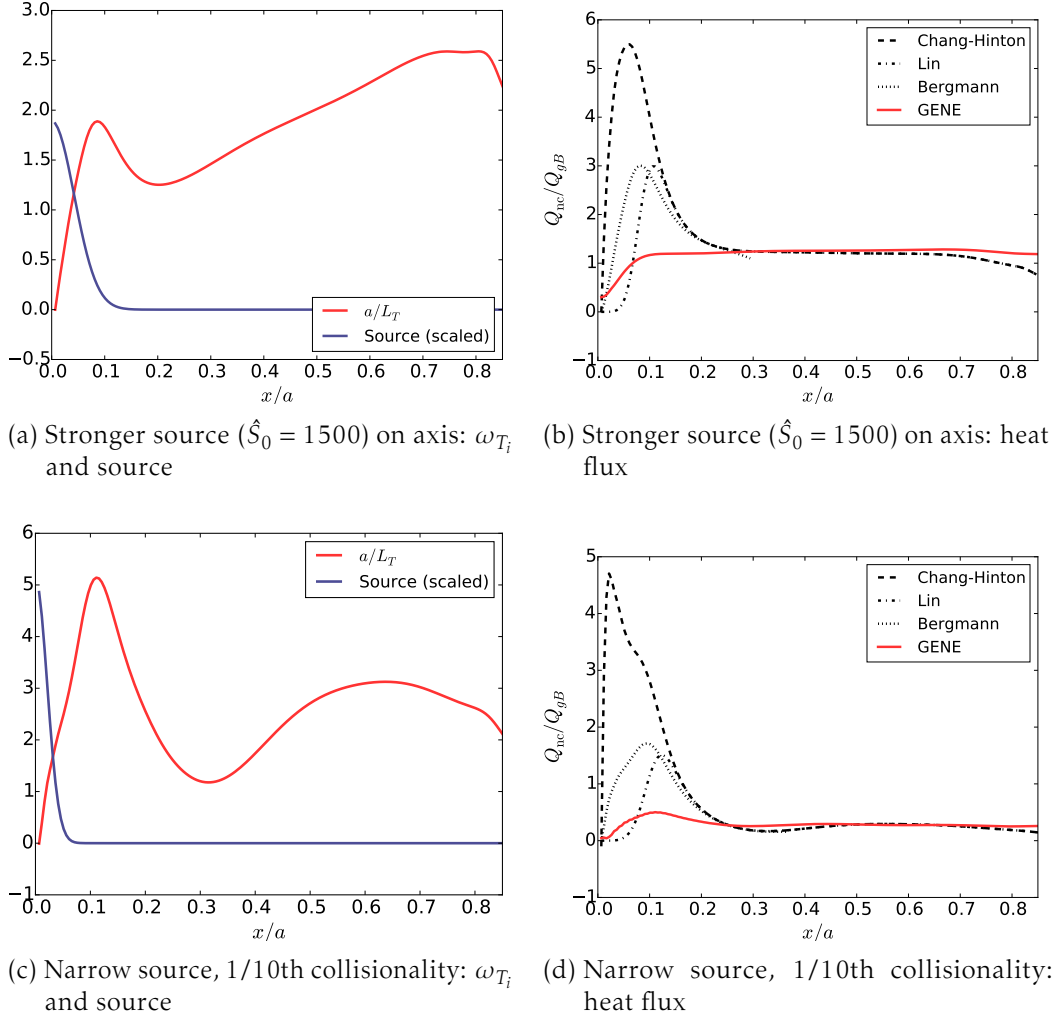 3.0
2.5
2.0
1.5
1.0
0.5
0.0
−0.5
0.0 0.1 0.2 0.3 0.4 0.5 0.6 0.7 0.8
x/a
a/L_T
Source (scaled)
(a) Stronger source (Ŝ₀ = 1500) on axis: ω_{T_i}
and source
6
5
4
3
2
1
0
−1
Q_nc/Q_gB
0.0 0.1 0.2 0.3 0.4 0.5 0.6 0.7 0.8
x/a
Chang-Hinton
Lin
Bergmann
GENE
(b) Stronger source (Ŝ₀ = 1500) on axis: heat
flux
6
5
4
3
2
1
0
−1
0.0 0.1 0.2 0.3 0.4 0.5 0.6 0.7 0.8
x/a
a/L_T
Source (scaled)
(c) Narrow source, 1/10th collisionality: ω_{T_i}
and source
5
4
3
2
1
0
−1
Q_nc/Q_gB
0.0 0.1 0.2 0.3 0.4 0.5 0.6 0.7 0.8
x/a
Chang-Hinton
Lin
Bergmann
GENE
(d) Narrow source, 1/10th collisionality:
heat flux